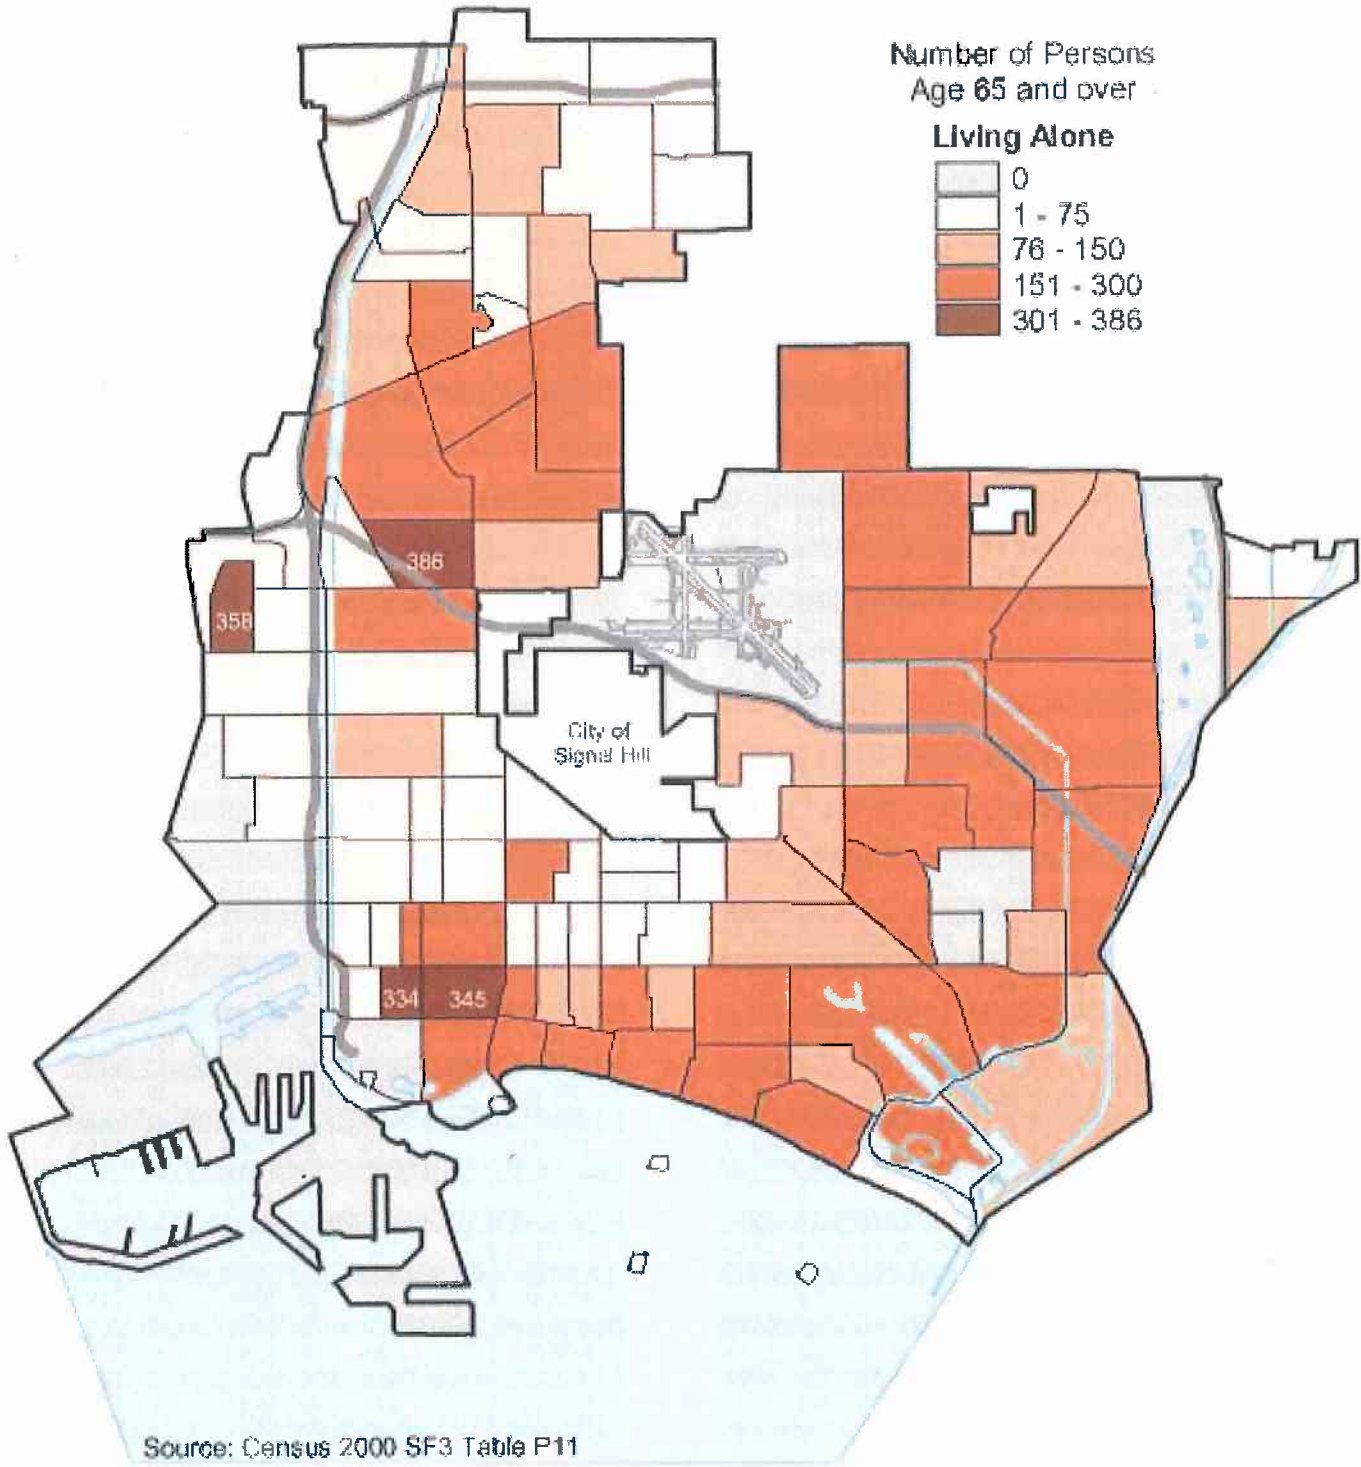 Number of Persons
Age 65 and over
Living Alone
0
1 - 75
76 - 150
151 - 300
301 - 386
386
358
City of
Signal Hill
334
345
Source: Census 2000 SF3 Table P11